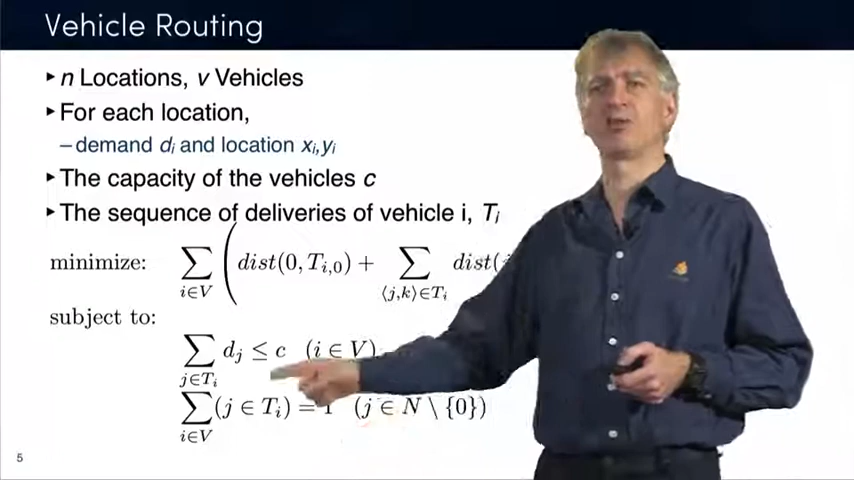 Vehicle Routing
▸ n Locations, v Vehicles
▸ For each location,
– demand dᵢ and location xᵢ,yᵢ
▸ The capacity of the vehicles c
▸ The sequence of deliveries of vehicle i, Tᵢ
minimize: ∑_{i∈V} ( dist(0, T_{i,0}) + ∑_{⟨j,k⟩∈Tᵢ} dist(
subject to:
∑_{j∈Tᵢ} dⱼ ≤ c (i ∈ V)
∑_{i∈V} (j ∈ Tᵢ) = 1 (j ∈ N \ {0})
5